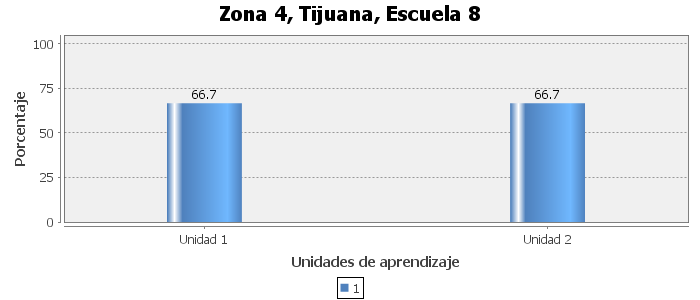 Zona 4, Tijuana, Escuela 8
Porcentaje
100
75
50
25
0
66.7
66.7
Unidad 1
Unidad 2
Unidades de aprendizaje
1